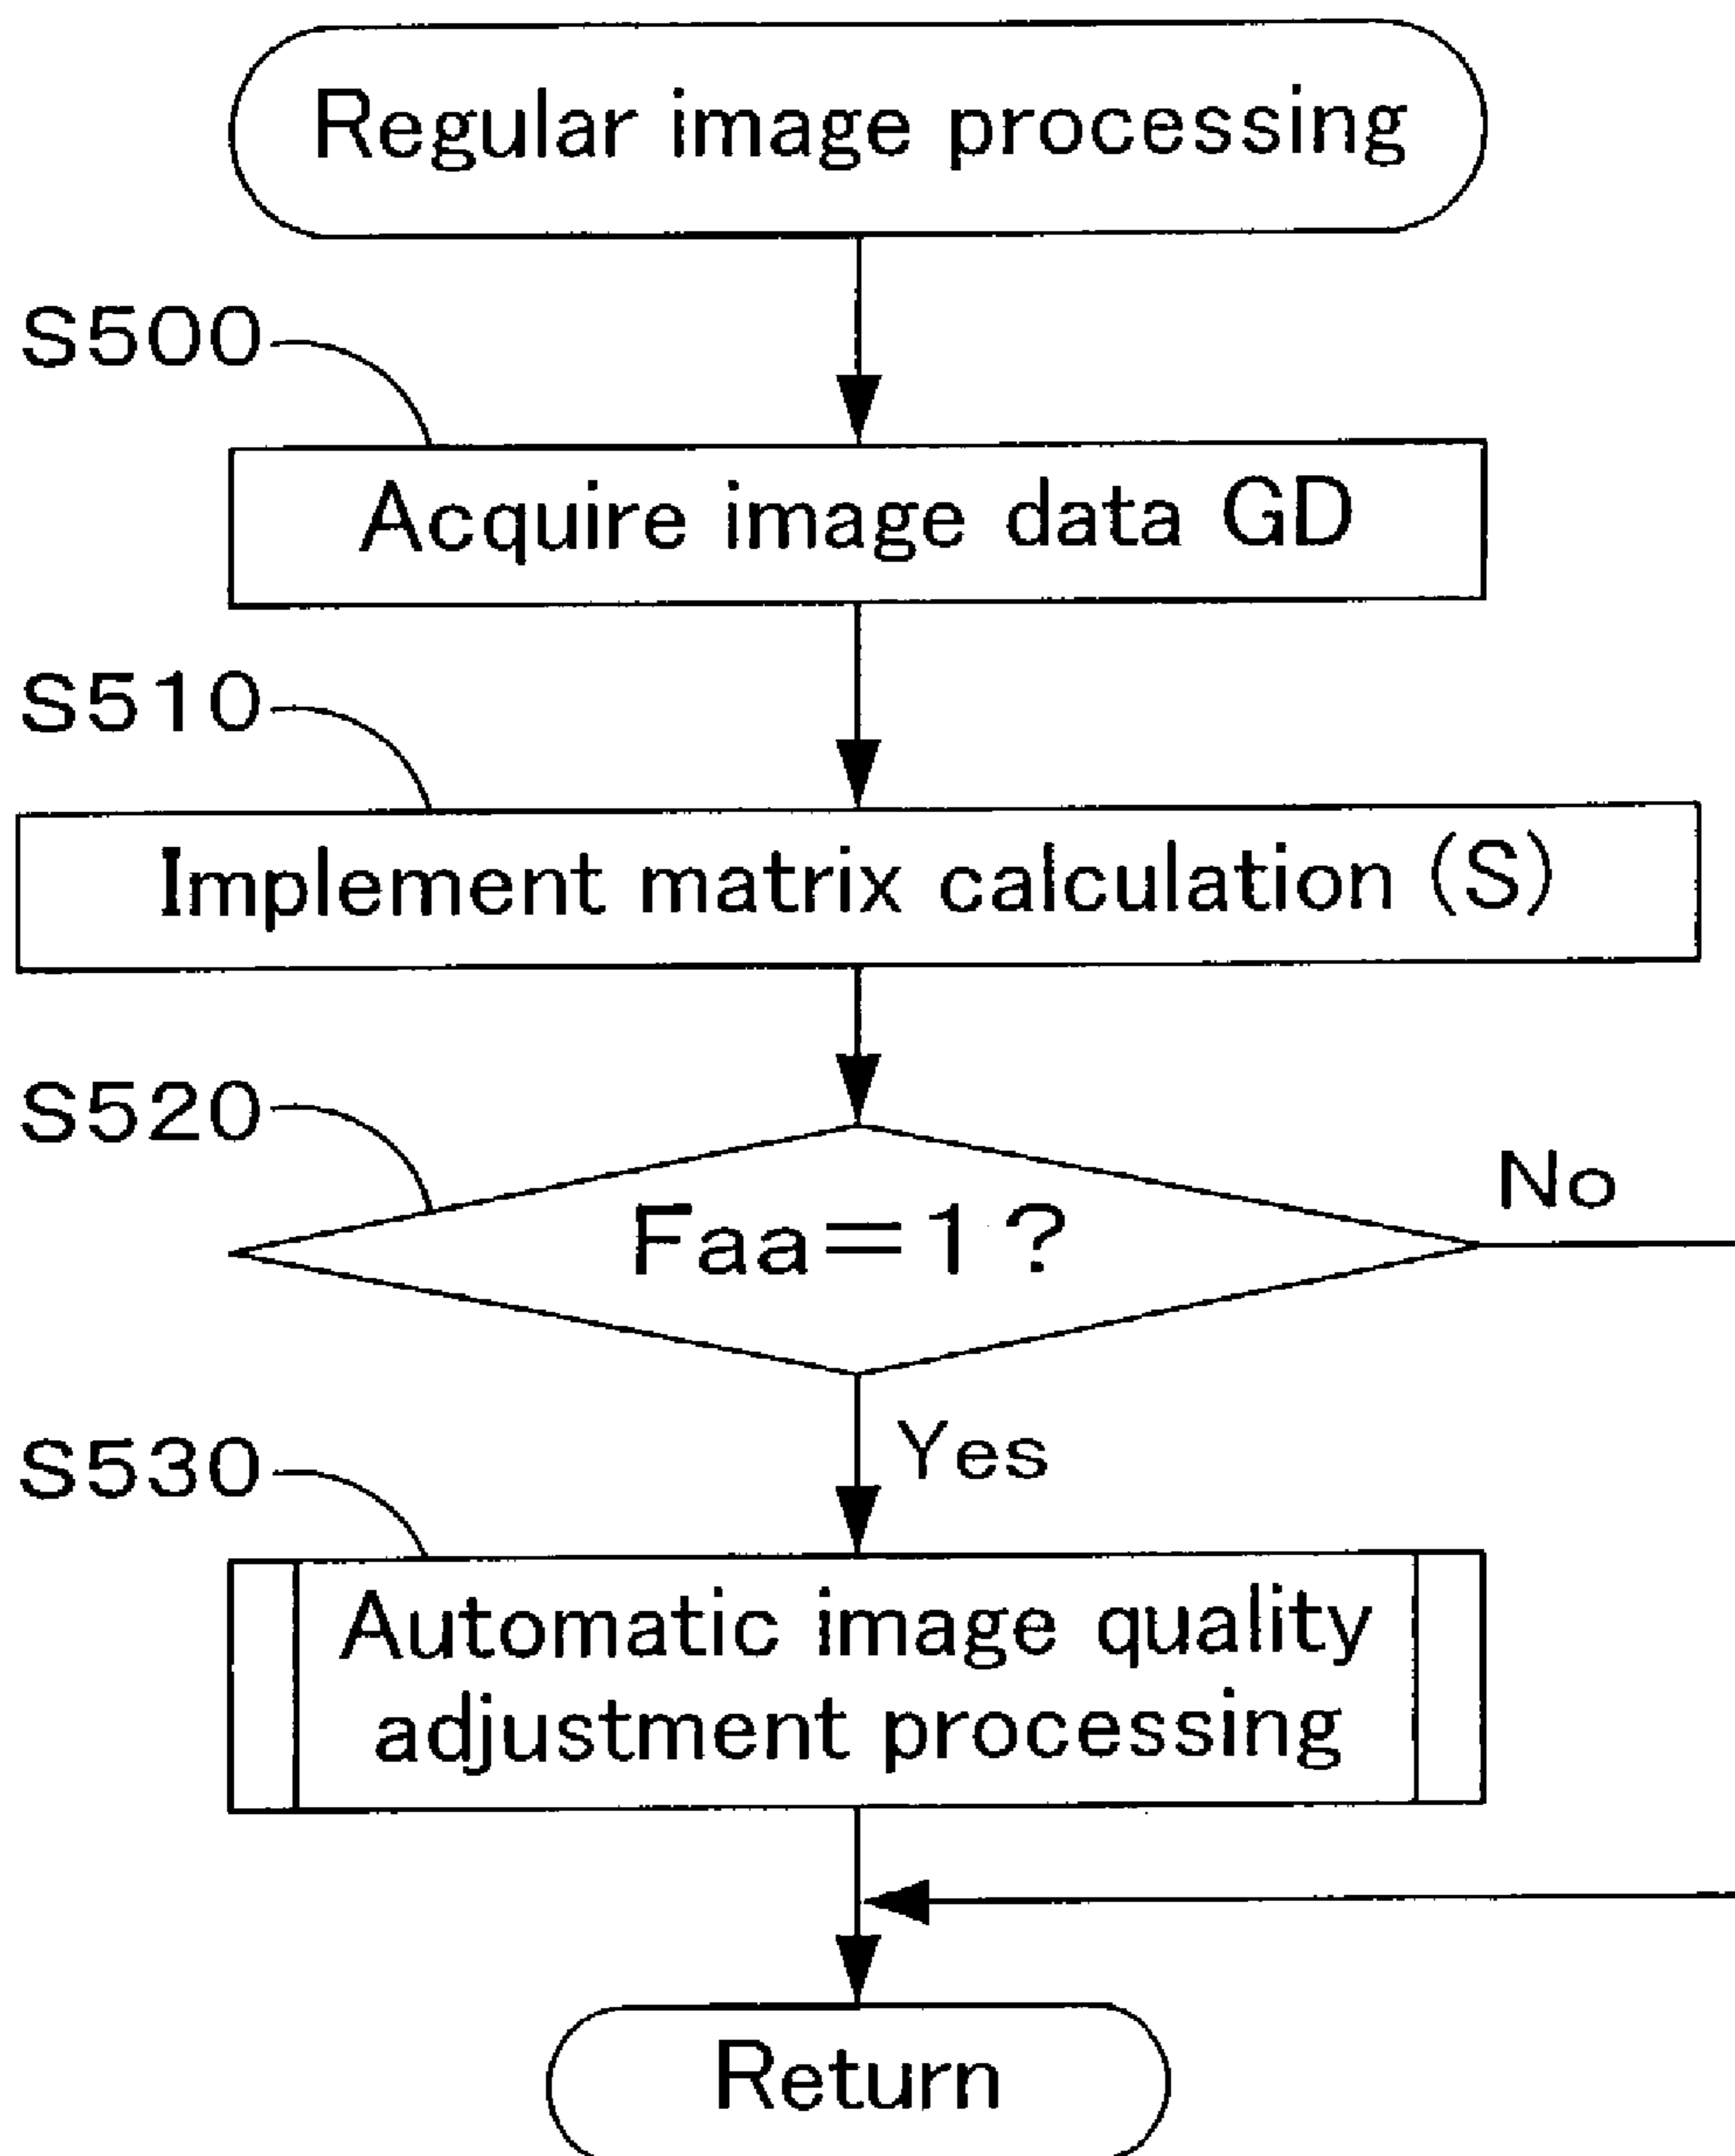 Regular image processing
S500
Acquire image data GD
S510
Implement matrix calculation (S)
S520
Faa=1?
No
Yes
S530
Automatic image quality
adjustment processing
Return